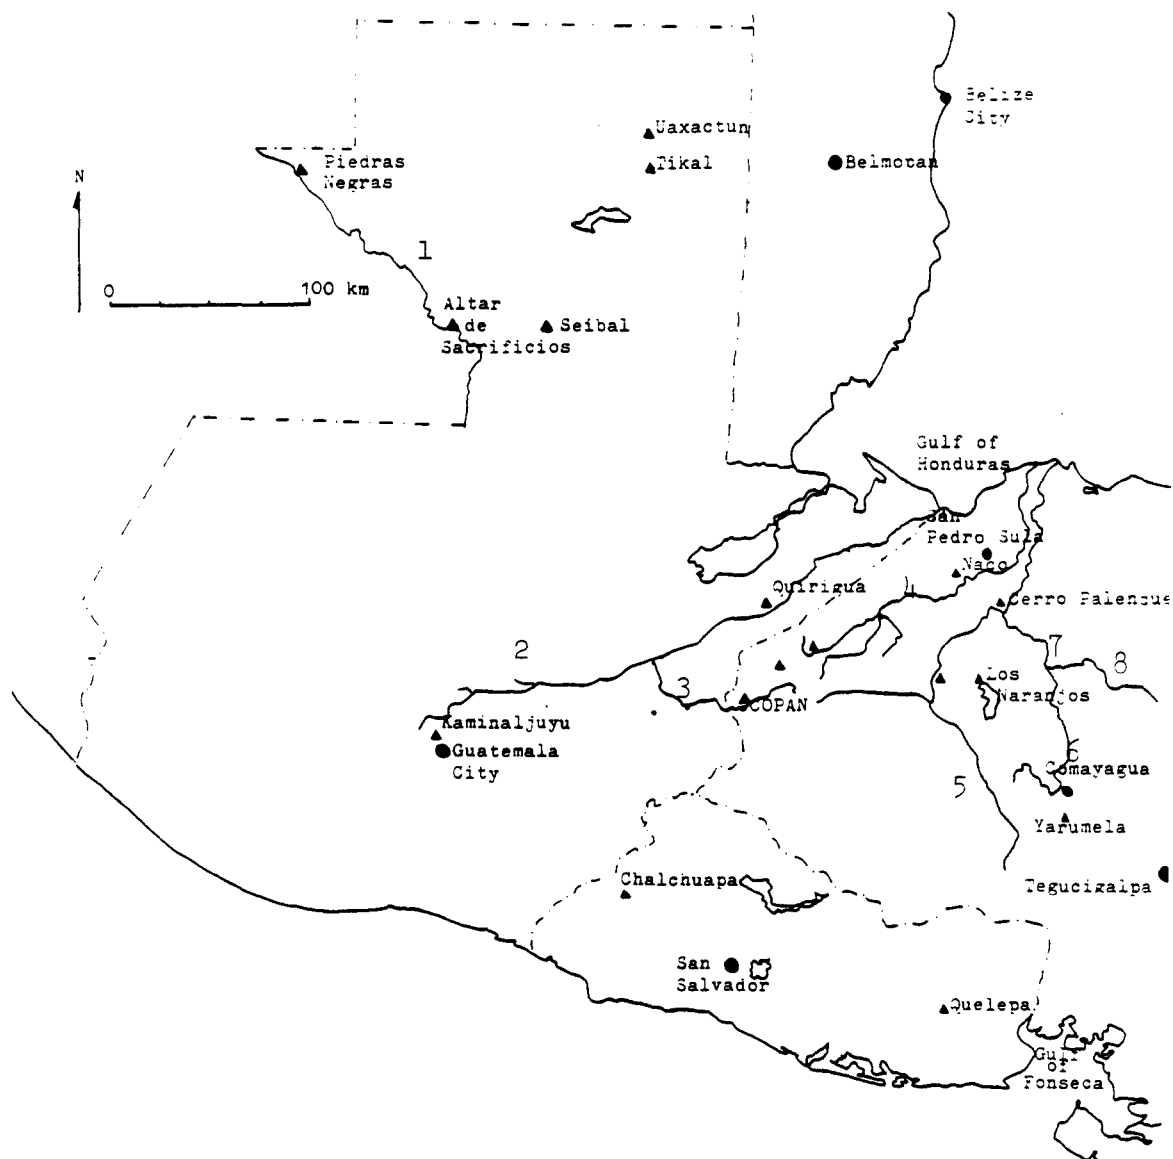 Belize
City
Uaxactun
Tikal
Belmopan
Piedras
Negras
N
1
0
100 km
Altar
de
Sacrificios
Seibal
Gulf of
Honduras
San
Pedro Sula
Naco
Quirigua
4
Cerro Palenque
2
3
COPAN
7
8
Los
Naranjos
Kaminaljuyu
Guatemala
City
6
Comayagua
5
Yarumela
Chalchuapa
Tegucigalpa
San
Salvador
Quelepa
Gulf
of
Fonseca